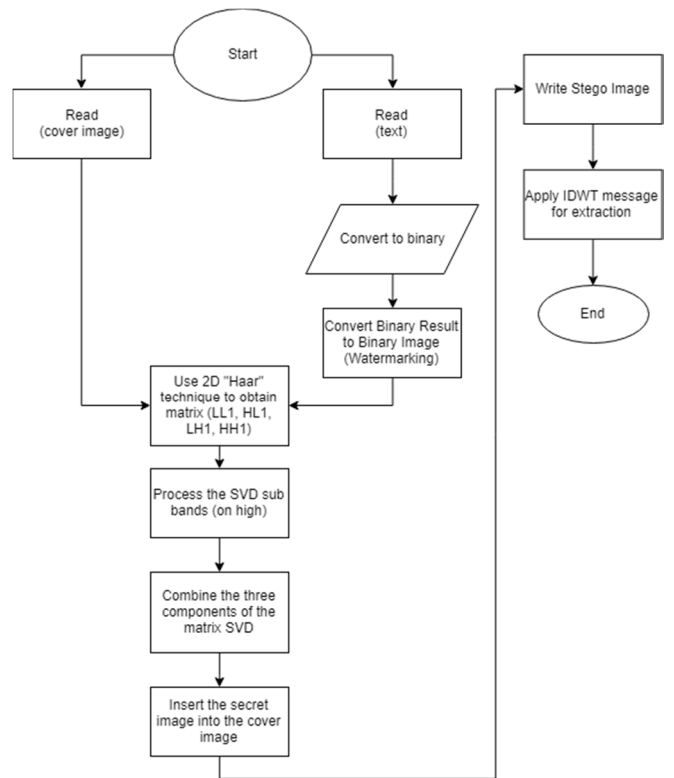 Start
Read
(cover image)
Read
(text)
Convert to binary
Convert Binary Result
to Binary Image
(Watermarking)
Use 2D "Haar"
technique to obtain
matrix (LL1, HL1,
LH1, HH1)
Process the SVD sub
bands (on high)
Combine the three
components of the
matrix SVD
Insert the secret
image into the cover
image
Write Stego Image
Apply IDWT message
for extraction
End